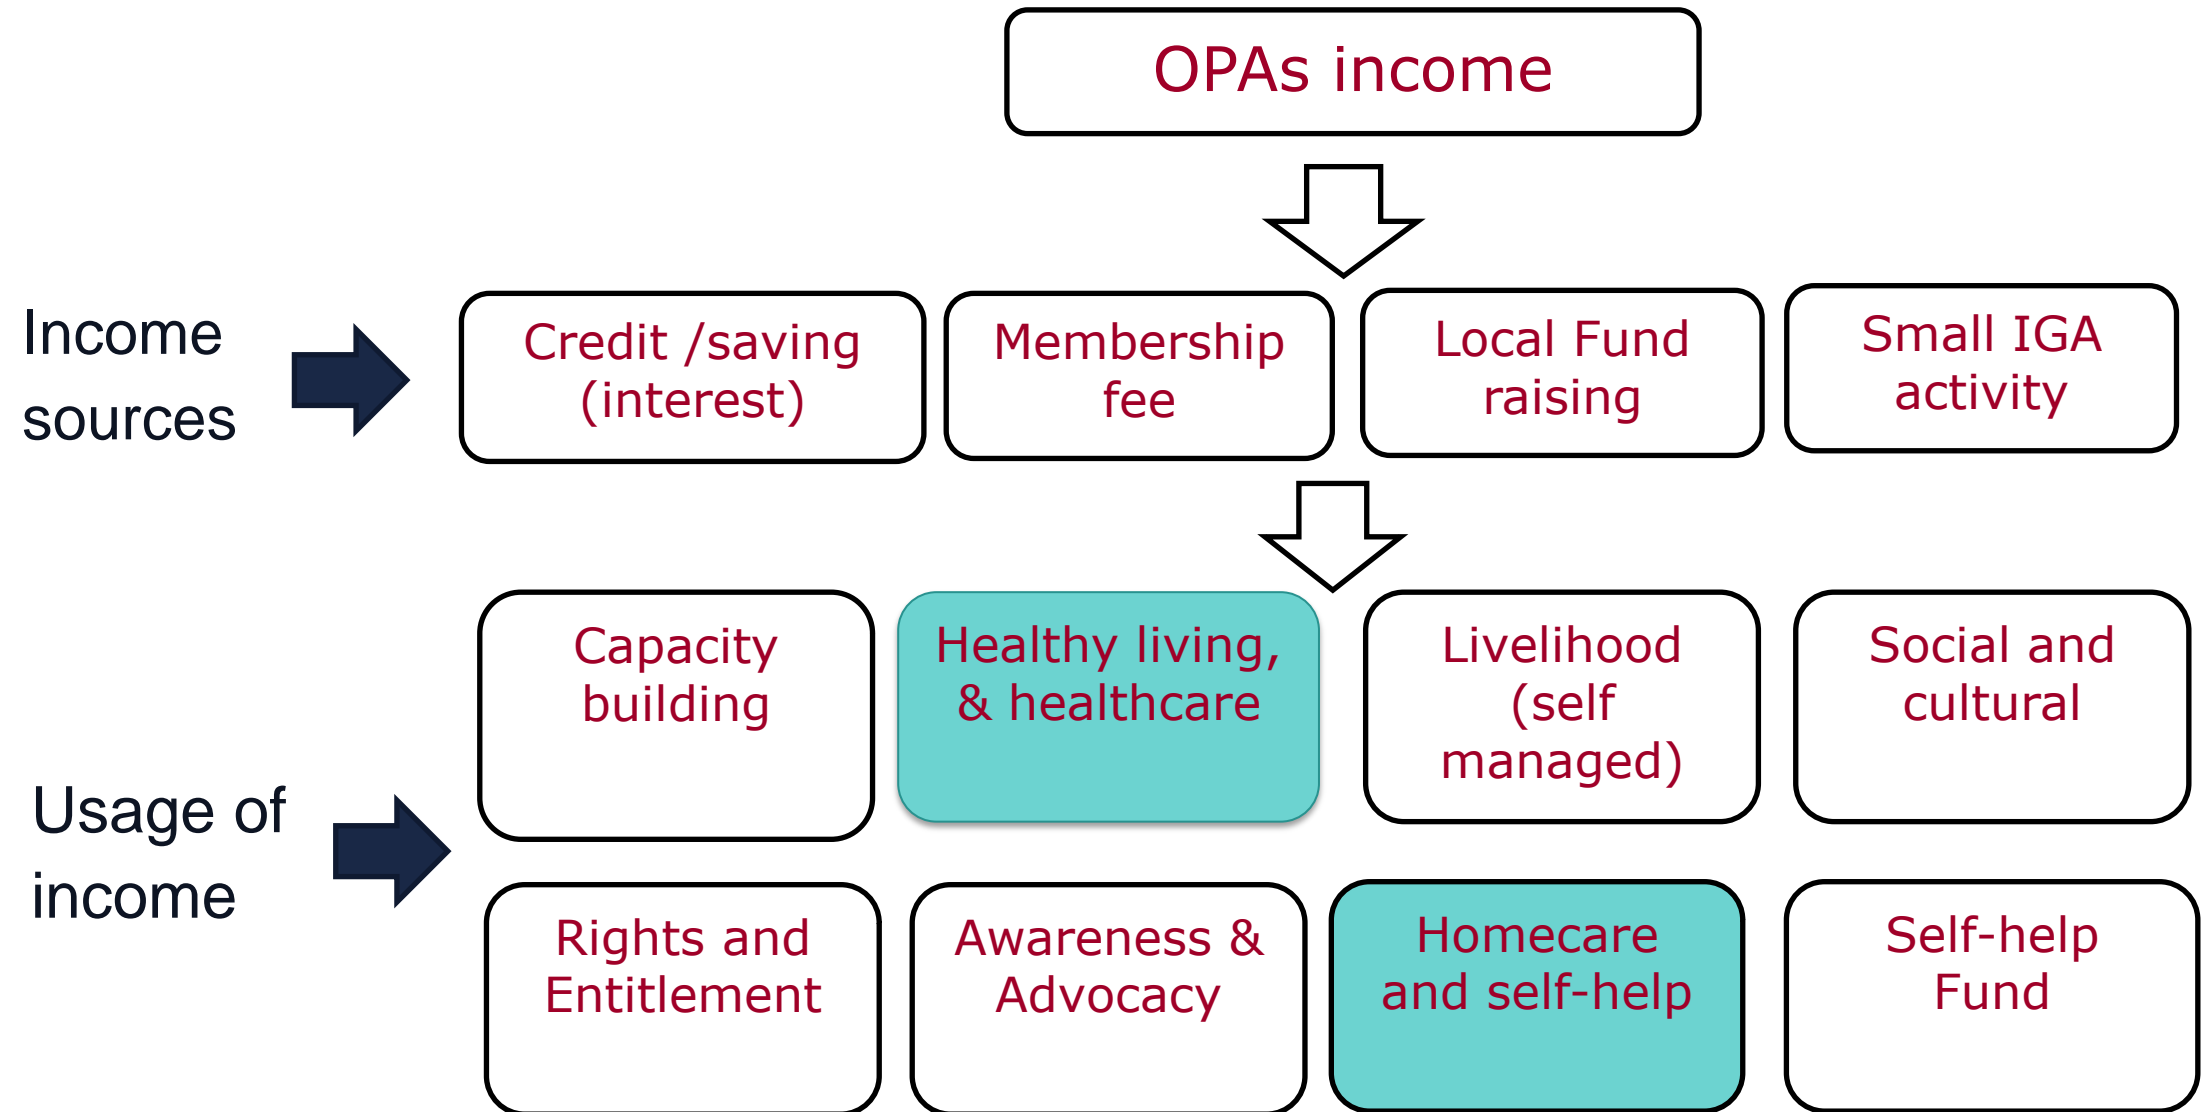 OPAs income
Income
sources
Credit /saving
(interest)
Membership
fee
Local Fund
raising
Small IGA
activity
Usage of
income
Capacity
building
Healthy living,
& healthcare
Livelihood
(self
managed)
Social and
cultural
Rights and
Entitlement
Awareness &
Advocacy
Homecare
and self-help
Self-help
Fund